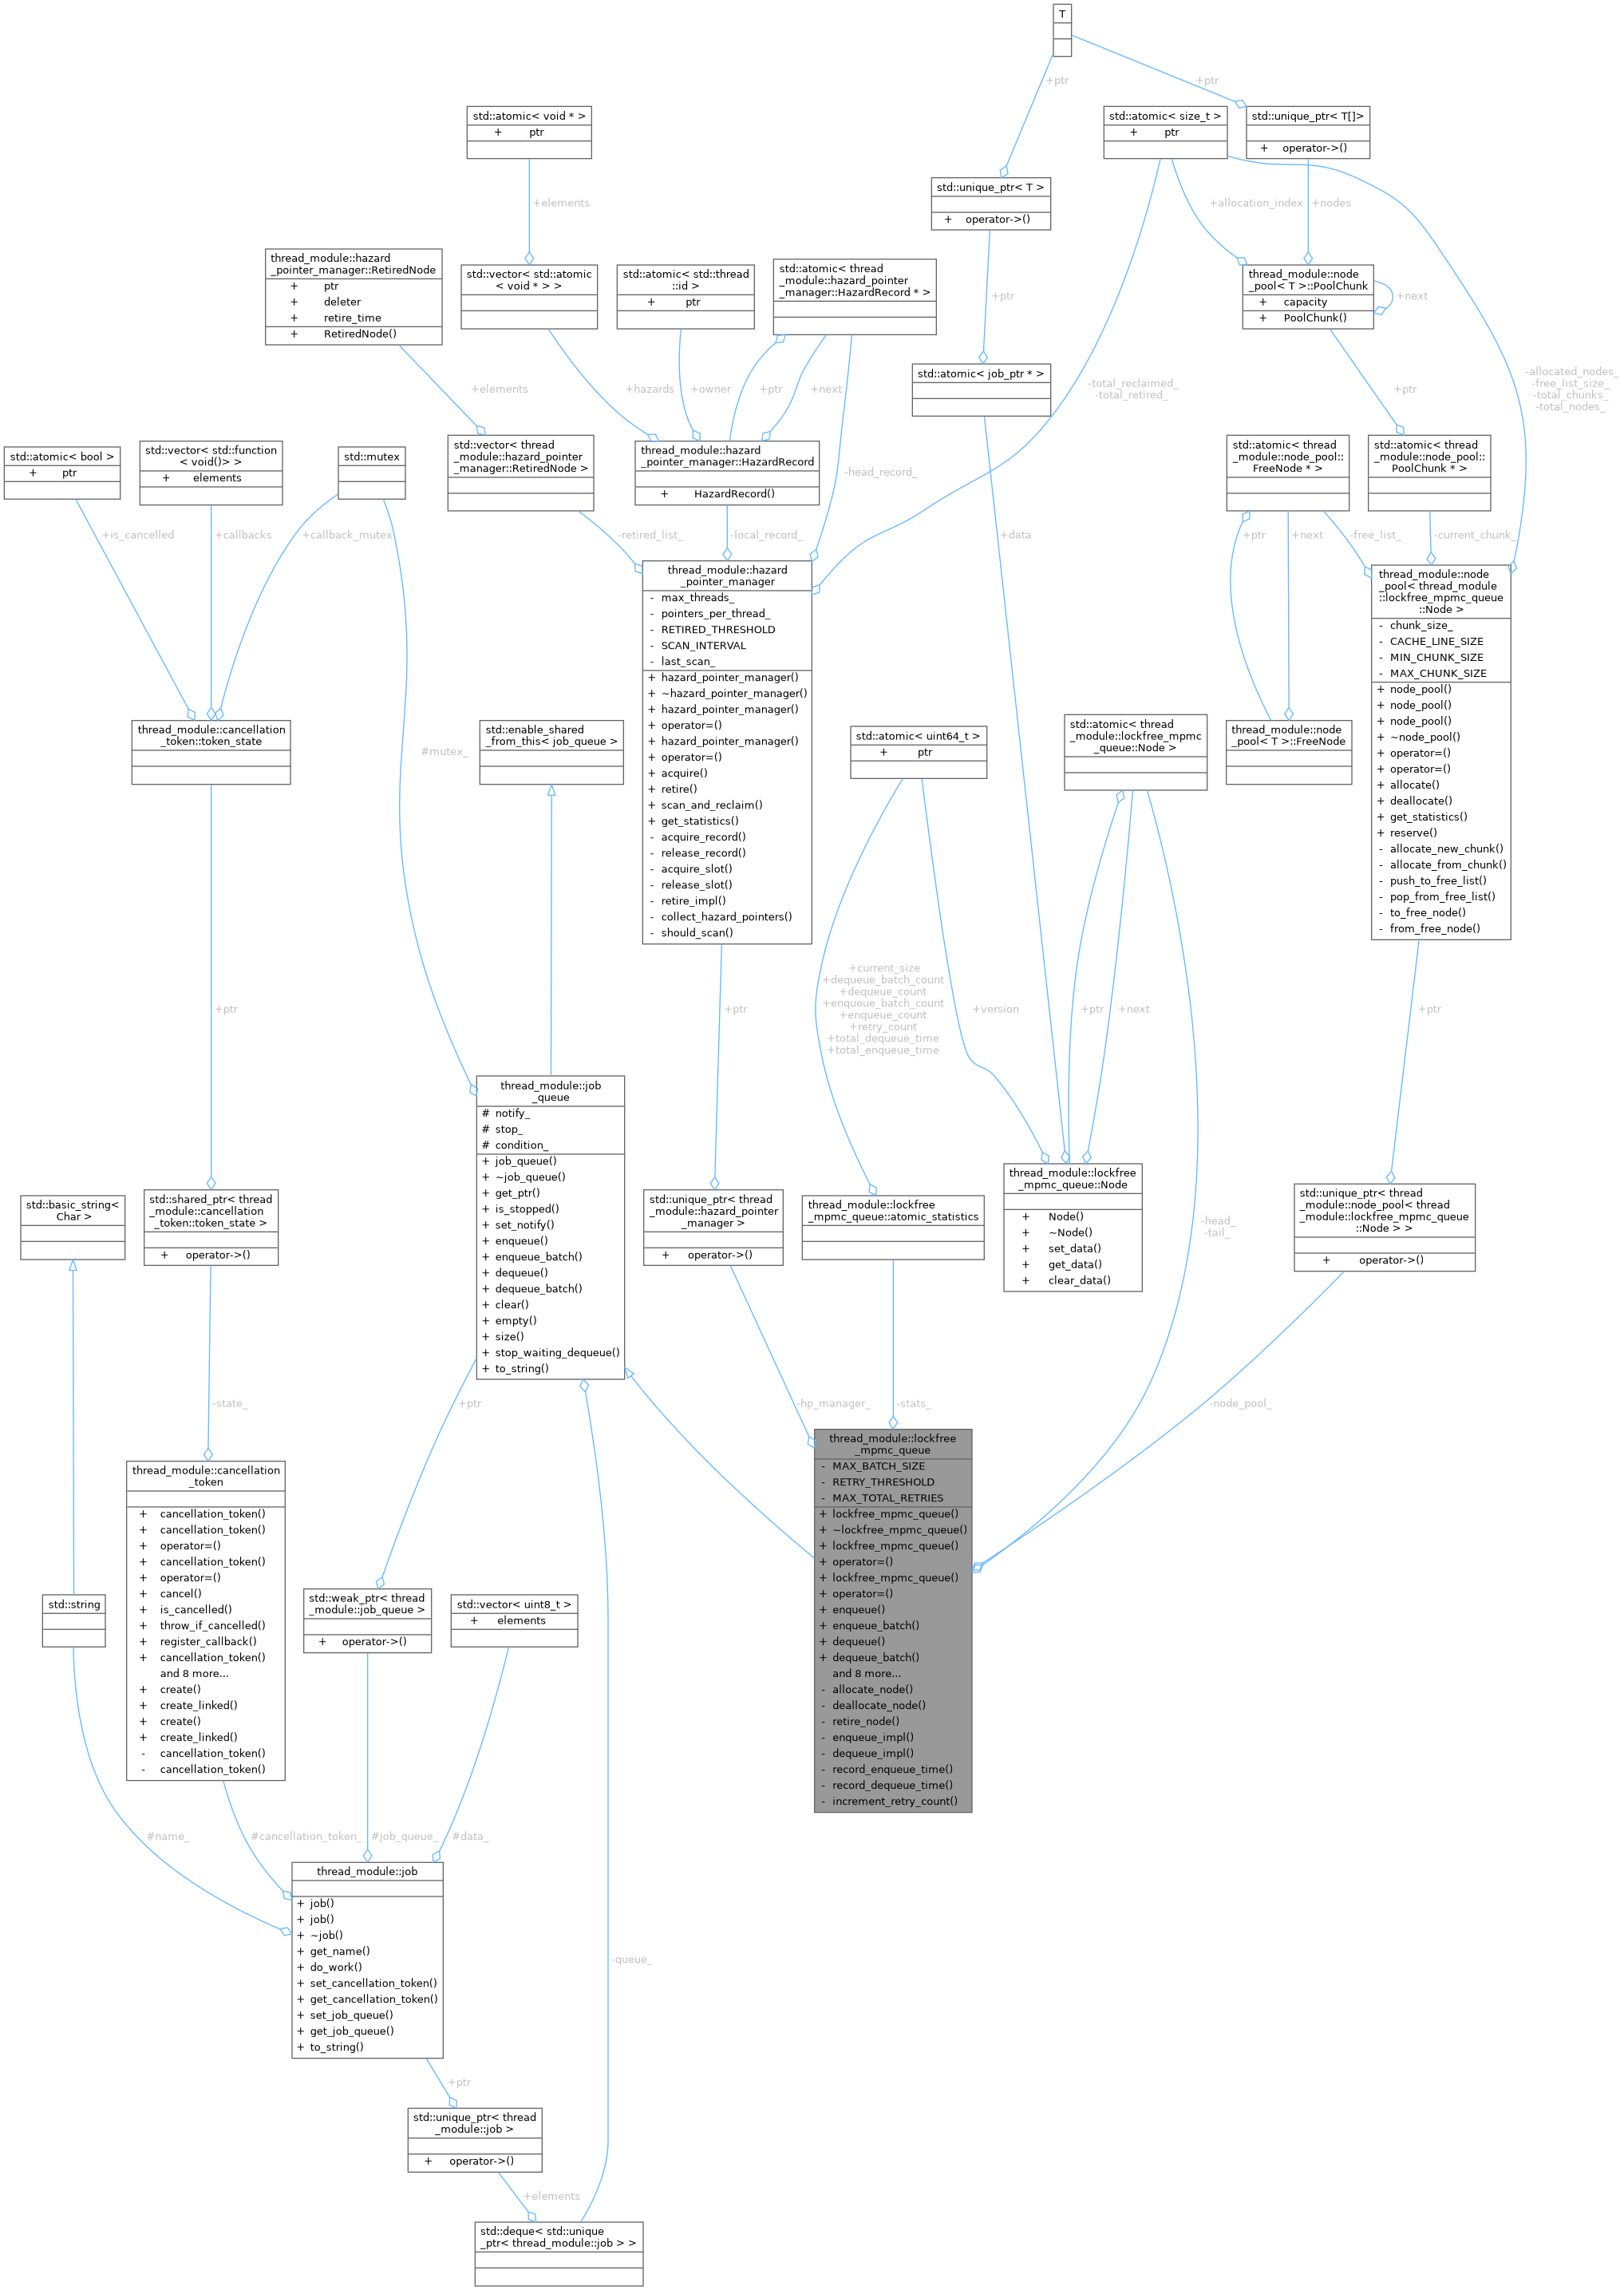 T
+ptr
+ptr
std::atomic< void * >
+ ptr
std::atomic< size_t >
+ ptr
std::unique_ptr< T[]>
+ operator->()
std::unique_ptr< T >
+ operator->()
+elements
+allocation_index
+nodes
thread_module::hazard
_pointer_manager::RetiredNode
+ ptr
+ deleter
+ retire_time
+ RetiredNode()
std::vector< std::atomic
< void * > >
std::atomic< std::thread
::id >
+ ptr
std::atomic< thread
_module::hazard_pointer
_manager::HazardRecord * >
+ptr
thread_module::node
_pool< T >::PoolChunk
+ capacity
+ PoolChunk()
+next
std::atomic< job_ptr * >
+elements
+hazards
+owner
+ptr
+next
-total_reclaimed_
-total_retired_
+ptr
-allocated_nodes_
-free_list_size_
-total_chunks_
-total_nodes_
std::atomic< bool >
+ ptr
std::vector< std::function
< void()> >
+ elements
std::mutex
std::vector< thread
_module::hazard_pointer
_manager::RetiredNode >
thread_module::hazard
_pointer_manager::HazardRecord
+ HazardRecord()
-head_record_
std::atomic< thread
_module::node_pool::
FreeNode * >
std::atomic< thread
_module::node_pool::
PoolChunk * >
+is_cancelled
+callbacks
+callback_mutex
-retired_list_
-local_record_
+data
+ptr
+next
-free_list_
-current_chunk_
thread_module::hazard
_pointer_manager
- max_threads_
- pointers_per_thread_
- RETIRED_THRESHOLD
- SCAN_INTERVAL
- last_scan_
+ hazard_pointer_manager()
+ ~hazard_pointer_manager()
+ hazard_pointer_manager()
+ operator=()
+ hazard_pointer_manager()
+ operator=()
+ acquire()
+ retire()
+ scan_and_reclaim()
+ get_statistics()
- acquire_record()
- release_record()
- acquire_slot()
- release_slot()
- retire_impl()
- collect_hazard_pointers()
- should_scan()
thread_module::node
_pool< thread_module
::lockfree_mpmc_queue
::Node >
- chunk_size_
- CACHE_LINE_SIZE
- MIN_CHUNK_SIZE
- MAX_CHUNK_SIZE
+ node_pool()
+ node_pool()
+ node_pool()
+ ~node_pool()
+ operator=()
+ operator=()
+ allocate()
+ deallocate()
+ get_statistics()
+ reserve()
- allocate_new_chunk()
- allocate_from_chunk()
- push_to_free_list()
- pop_from_free_list()
- to_free_node()
- from_free_node()
thread_module::cancellation
_token::token_state
#mutex_
std::enable_shared
_from_this< job_queue >
std::atomic< uint64_t >
+ ptr
std::atomic< thread
_module::lockfree_mpmc
_queue::Node >
thread_module::node
_pool< T >::FreeNode
+ptr
+ptr
+current_size
+dequeue_batch_count
+dequeue_count
+enqueue_batch_count
+enqueue_count
+retry_count
+total_dequeue_time
+total_enqueue_time
+version
+ptr
+next
+ptr
thread_module::job
_queue
# notify_
# stop_
# condition_
+ job_queue()
+ ~job_queue()
+ get_ptr()
+ is_stopped()
+ set_notify()
+ enqueue()
+ enqueue_batch()
+ dequeue()
+ dequeue_batch()
+ clear()
+ empty()
+ size()
+ stop_waiting_dequeue()
+ to_string()
std::basic_string<
Char >
std::shared_ptr< thread
_module::cancellation
_token::token_state >
+ operator->()
std::unique_ptr< thread
_module::hazard_pointer
_manager >
+ operator->()
thread_module::lockfree
_mpmc_queue::atomic_statistics
thread_module::lockfree
_mpmc_queue::Node
+ Node()
+ ~Node()
+ set_data()
+ get_data()
+ clear_data()
-head_
-tail_
std::unique_ptr< thread
_module::node_pool< thread
_module::lockfree_mpmc_queue
::Node > >
+ operator->()
-state_
+ptr
-hp_manager_
-stats_
-node_pool_
thread_module::cancellation
_token
+ cancellation_token()
+ cancellation_token()
+ operator=()
+ cancellation_token()
+ operator=()
+ cancel()
+ is_cancelled()
+ throw_if_cancelled()
+ register_callback()
+ cancellation_token()
and 8 more...
+ create()
+ create_linked()
+ create()
+ create_linked()
- cancellation_token()
- cancellation_token()
thread_module::lockfree
_mpmc_queue
- MAX_BATCH_SIZE
- RETRY_THRESHOLD
- MAX_TOTAL_RETRIES
+ lockfree_mpmc_queue()
+ ~lockfree_mpmc_queue()
+ lockfree_mpmc_queue()
+ operator=()
+ lockfree_mpmc_queue()
+ operator=()
+ enqueue()
+ enqueue_batch()
+ dequeue()
+ dequeue_batch()
and 8 more...
- allocate_node()
- deallocate_node()
- retire_node()
- enqueue_impl()
- dequeue_impl()
- record_enqueue_time()
- record_dequeue_time()
- increment_retry_count()
std::string
std::weak_ptr< thread
_module::job_queue >
+ operator->()
std::vector< uint8_t >
+ elements
#name_
#cancellation_token_
#job_queue_
#data_
thread_module::job
+ job()
+ job()
+ ~job()
+ get_name()
+ do_work()
+ set_cancellation_token()
+ get_cancellation_token()
+ set_job_queue()
+ get_job_queue()
+ to_string()
-queue_
+ptr
std::unique_ptr< thread
_module::job >
+ operator->()
+elements
std::deque< std::unique
_ptr< thread_module::job > >